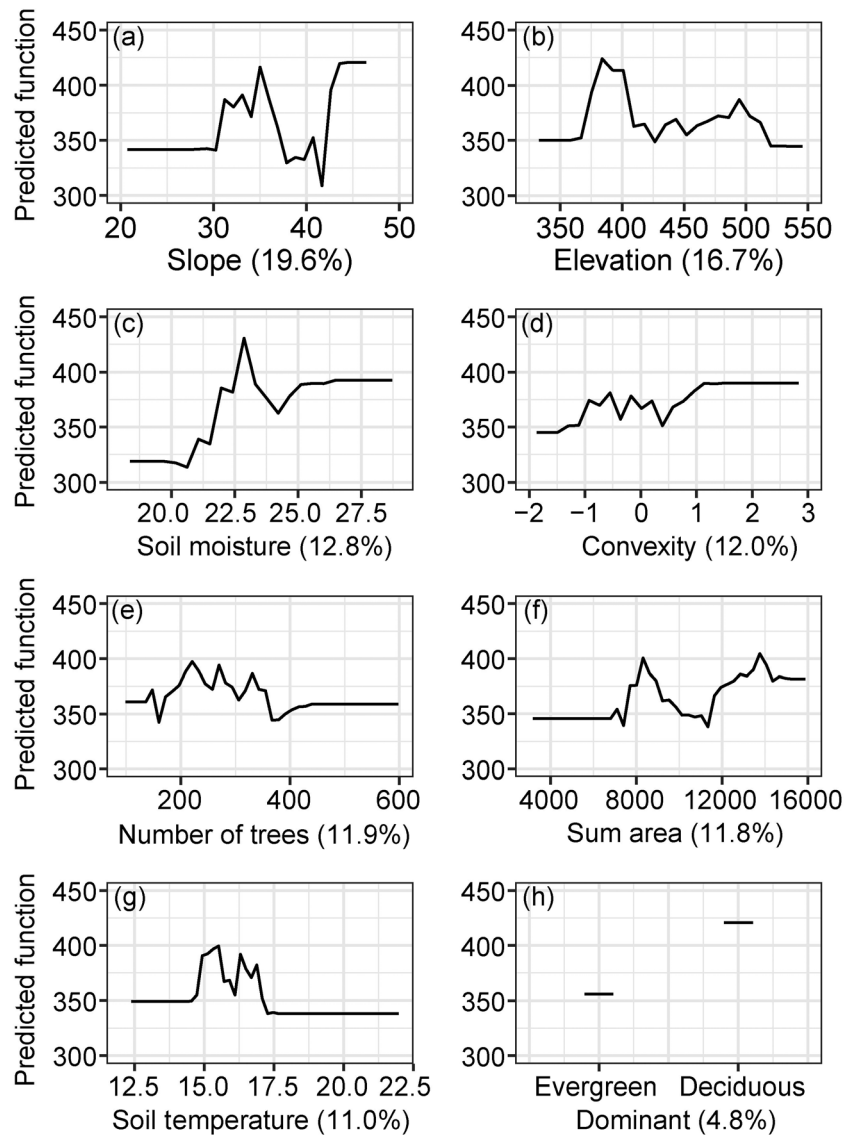 (a)
450
400
350
300
Predicted function
20 30 40 50
Slope (19.6%)
(b)
450
400
350
300
350 400 450 500 550
Elevation (16.7%)
(c)
450
400
350
300
Predicted function
20.0 22.5 25.0 27.5
Soil moisture (12.8%)
(d)
450
400
350
300
−2 −1 0 1 2 3
Convexity (12.0%)
(e)
450
400
350
300
Predicted function
200 400 600
Number of trees (11.9%)
(f)
450
400
350
300
4000 8000 12000 16000
Sum area (11.8%)
(g)
450
400
350
300
Predicted function
12.5 15.0 17.5 20.0 22.5
Soil temperature (11.0%)
(h)
450
400
350
300
Evergreen Deciduous
Dominant (4.8%)